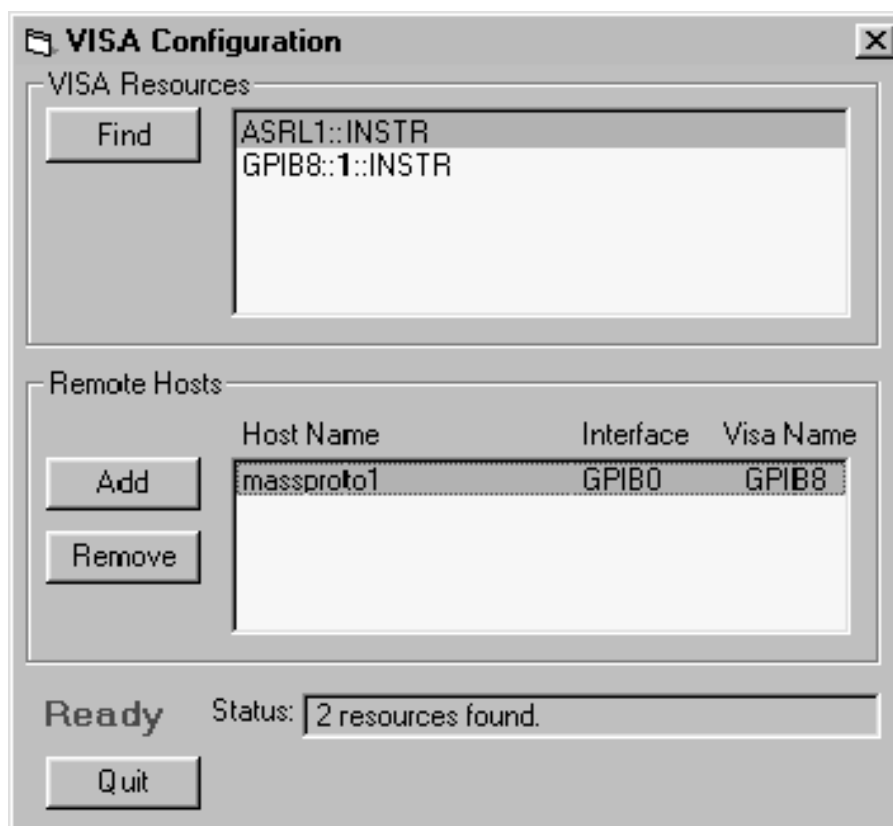 VISA Configuration
VISA Resources
Find
ASRL1::INSTR
GPIB8::1::INSTR
Remote Hosts
Host Name Interface Visa Name
Add
massproto1 GPIB0 GPIB8
Remove
Ready Status: 2 resources found.
Quit